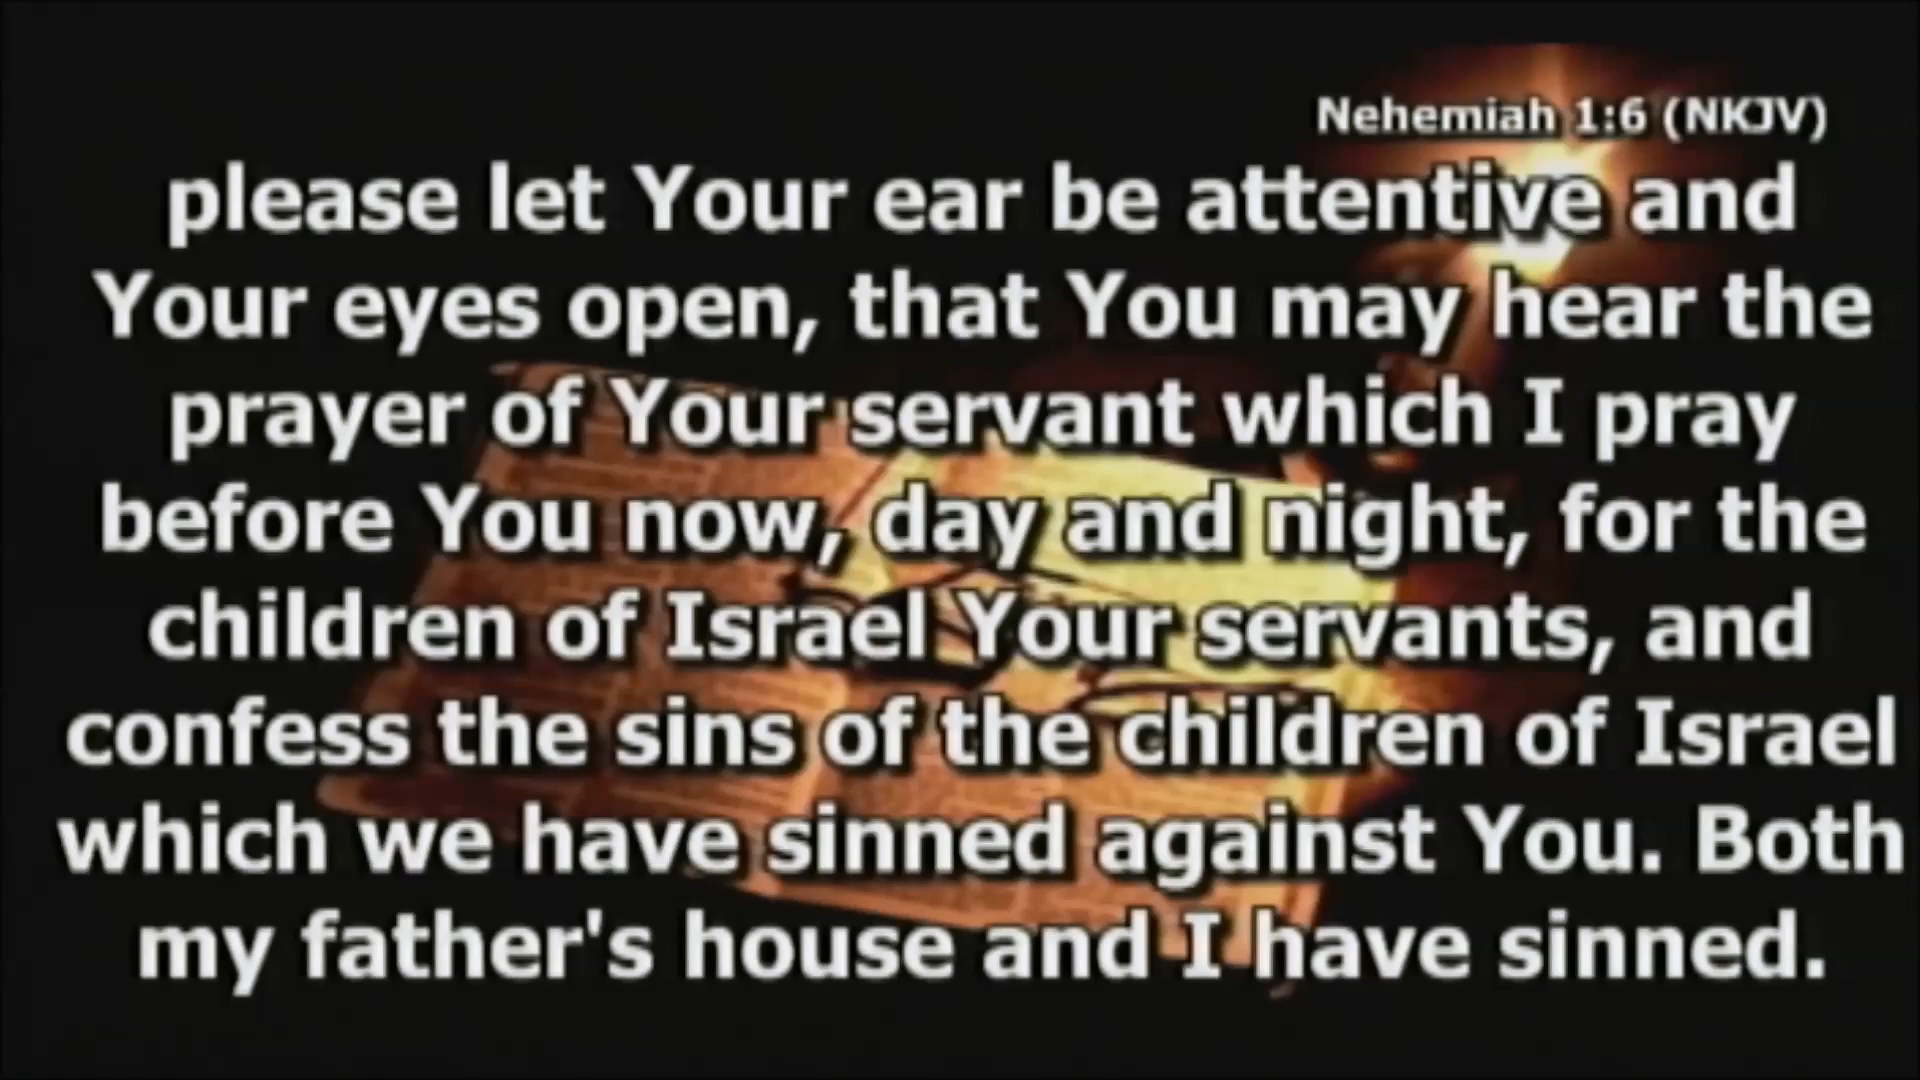 Nehemiah 1:6 (NKJV)
please let Your ear be attentive and
Your eyes open, that You may hear the
prayer of Your servant which I pray
before You now, day and night, for the
children of Israel Your servants, and
confess the sins of the children of Israel
which we have sinned against You. Both
my father's house and I have sinned.